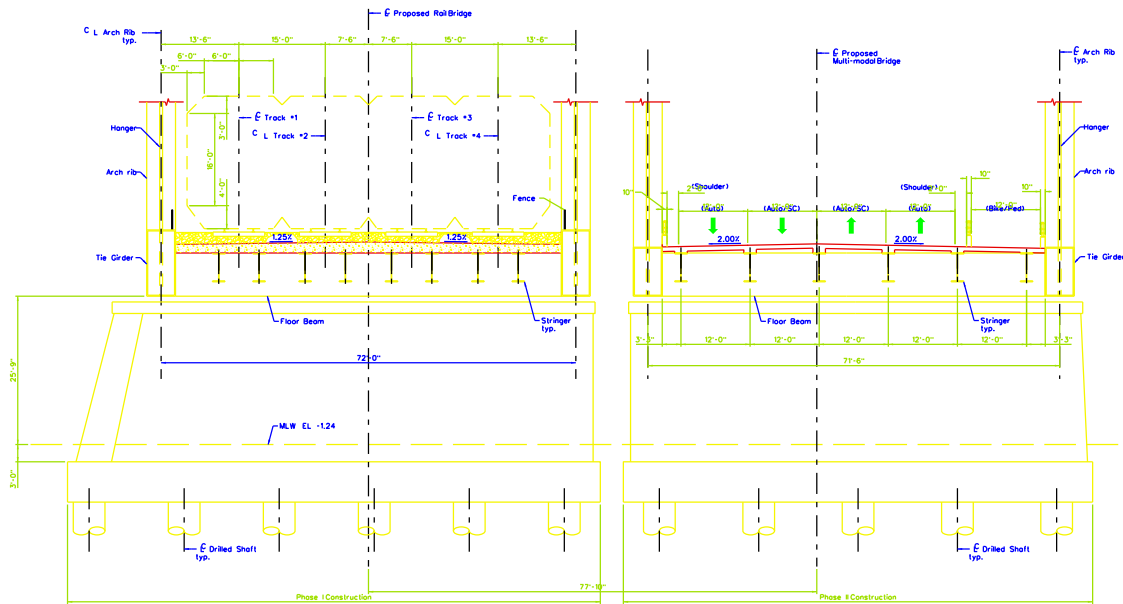 ℄ Proposed Rail Bridge
C L Arch Rib
typ.
13'-6"
15'-0"
7'-6"
7'-6"
15'-0"
13'-6"
6'-0"
6'-0"
3'-0"
℄ Proposed
Multi-modal Bridge
℄ Arch Rib
typ.
3'-0"
16'-0"
4'-0"
℄ Track #1
C L Track #2
℄ Track #3
C L Track #4
Hanger
Arch rib
Fence
1.25%
1.25%
Tie Girder
Floor Beam
Stringer
typ.
72'-0"
Hanger
Arch rib
10"
(Shoulder)
(Shoulder)
10"
10"
(Auto)
(Auto/SC)
(Auto/SC)
(Auto)
(Bike/Ped)
12'-0"
2.00%
2.00%
Tie Girder
Floor Beam
Stringer
typ.
3'-3"
12'-0"
12'-0"
12'-0"
12'-0"
12'-0"
3'-3"
71'-6"
25'-9"
MLW EL -1.24
3'-0"
℄ Drilled Shaft
typ.
℄ Drilled Shaft
typ.
77'-10"
Phase I Construction
Phase II Construction